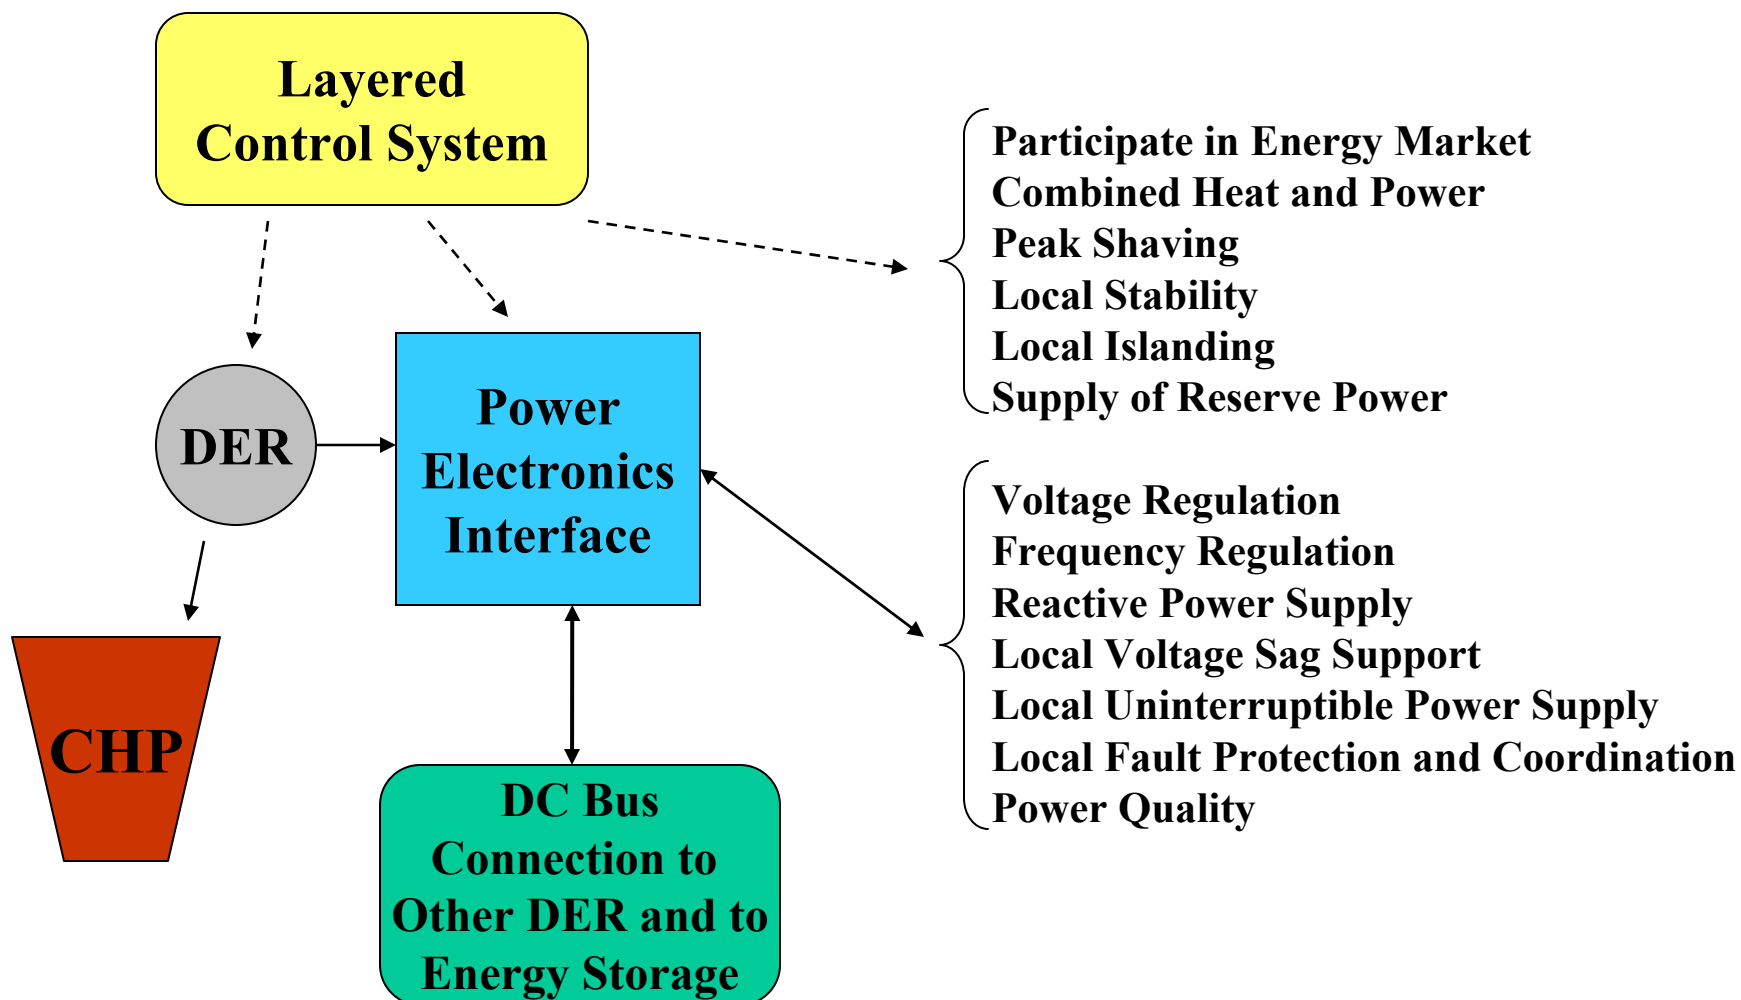 Layered
Control System
Participate in Energy Market
Combined Heat and Power
Peak Shaving
Local Stability
Local Islanding
Supply of Reserve Power
DER
Power
Electronics
Interface
Voltage Regulation
Frequency Regulation
Reactive Power Supply
Local Voltage Sag Support
Local Uninterruptible Power Supply
Local Fault Protection and Coordination
Power Quality
CHP
DC Bus
Connection to
Other DER and to
Energy Storage